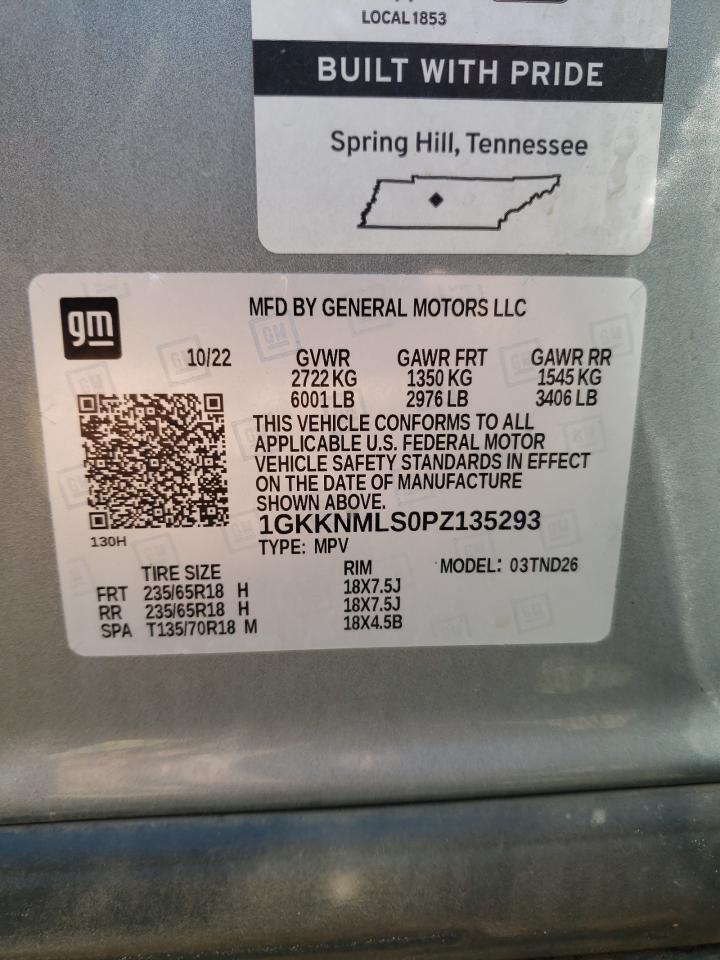 LOCAL 1853
BUILT WITH PRIDE
Spring Hill, Tennessee
gm
MFD BY GENERAL MOTORS LLC
10/22 GVWR GAWR FRT GAWR RR
2722 KG 1350 KG 1545 KG
6001 LB 2976 LB 3406 LB
THIS VEHICLE CONFORMS TO ALL
APPLICABLE U.S. FEDERAL MOTOR
VEHICLE SAFETY STANDARDS IN EFFECT
ON THE DATE OF MANUFACTURE
SHOWN ABOVE.
1GKKNMLS0PZ135293
130H
TYPE: MPV
TIRE SIZE RIM MODEL: 03TND26
FRT 235/65R18 H 18X7.5J
RR 235/65R18 H 18X7.5J
SPA T135/70R18 M 18X4.5B